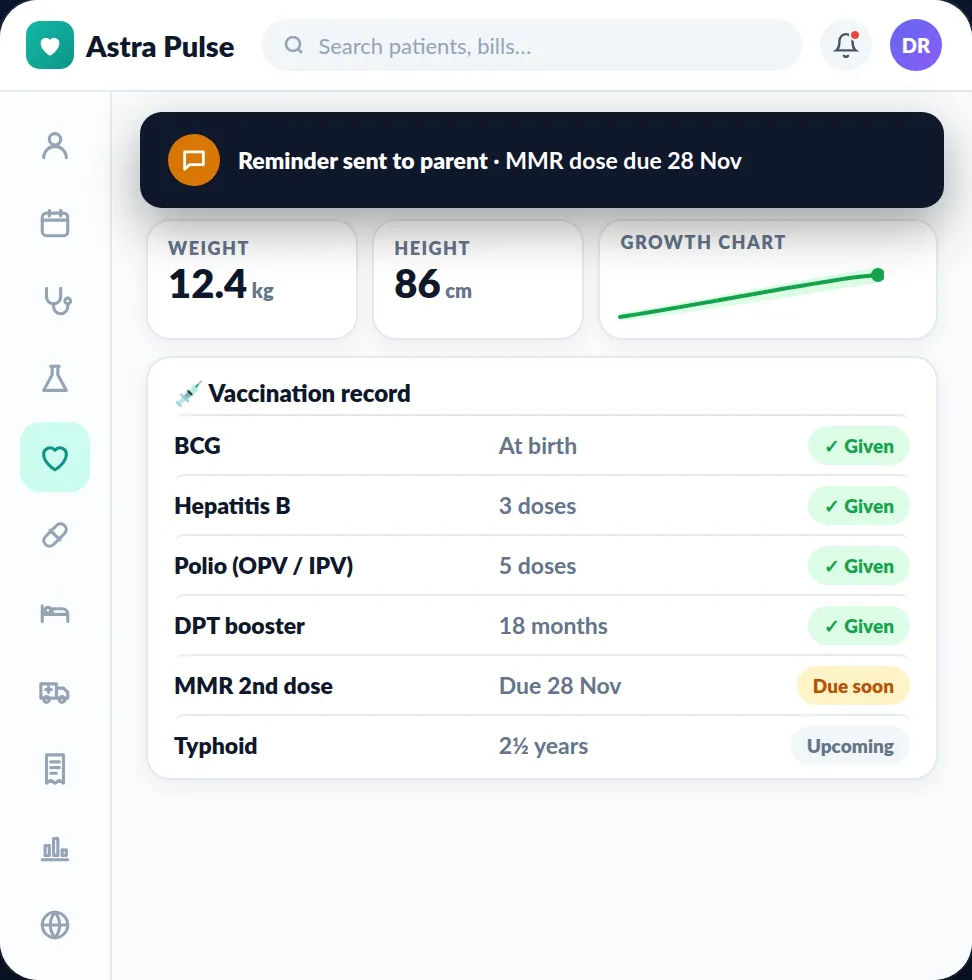 Astra Pulse
Search patients, bills...
DR
Reminder sent to parent · MMR dose due 28 Nov
WEIGHT
12.4 kg
HEIGHT
86 cm
GROWTH CHART
Vaccination record
BCG At birth ✓ Given
Hepatitis B 3 doses ✓ Given
Polio (OPV / IPV) 5 doses ✓ Given
DPT booster 18 months ✓ Given
MMR 2nd dose Due 28 Nov Due soon
Typhoid 2½ years Upcoming